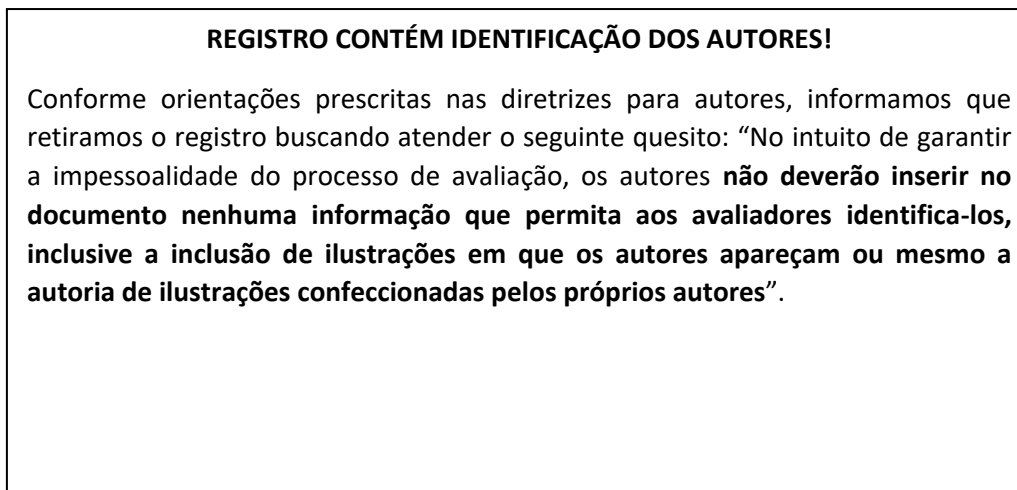 REGISTRO CONTÉM IDENTIFICAÇÃO DOS AUTORES!
Conforme orientações prescritas nas diretrizes para autores, informamos que
retiramos o registro buscando atender o seguinte quesito: “No intuito de garantir
a impessoalidade do processo de avaliação, os autores não deverão inserir no
documento nenhuma informação que permita aos avaliadores identifica-los,
inclusive a inclusão de ilustrações em que os autores apareçam ou mesmo a
autoria de ilustrações confeccionadas pelos próprios autores”.